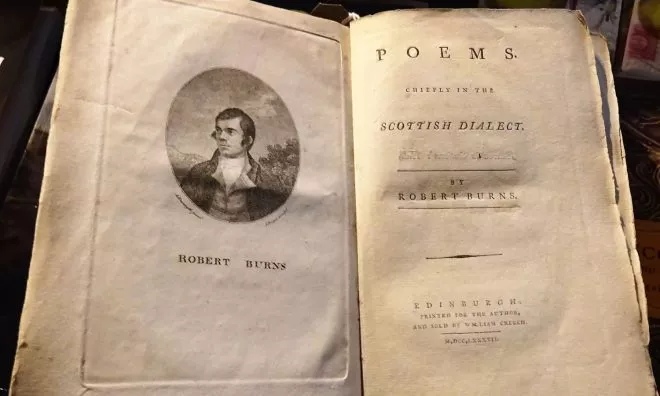 ROBERT BURNS
POEMS,
CHIEFLY IN THE
SCOTTISH DIALECT.
BY
ROBERT BURNS.
EDINBURGH,
PRINTED FOR THE AUTHOR,
AND SOLD BY WILLIAM CREECH.
M,DCC,LXXXVII.